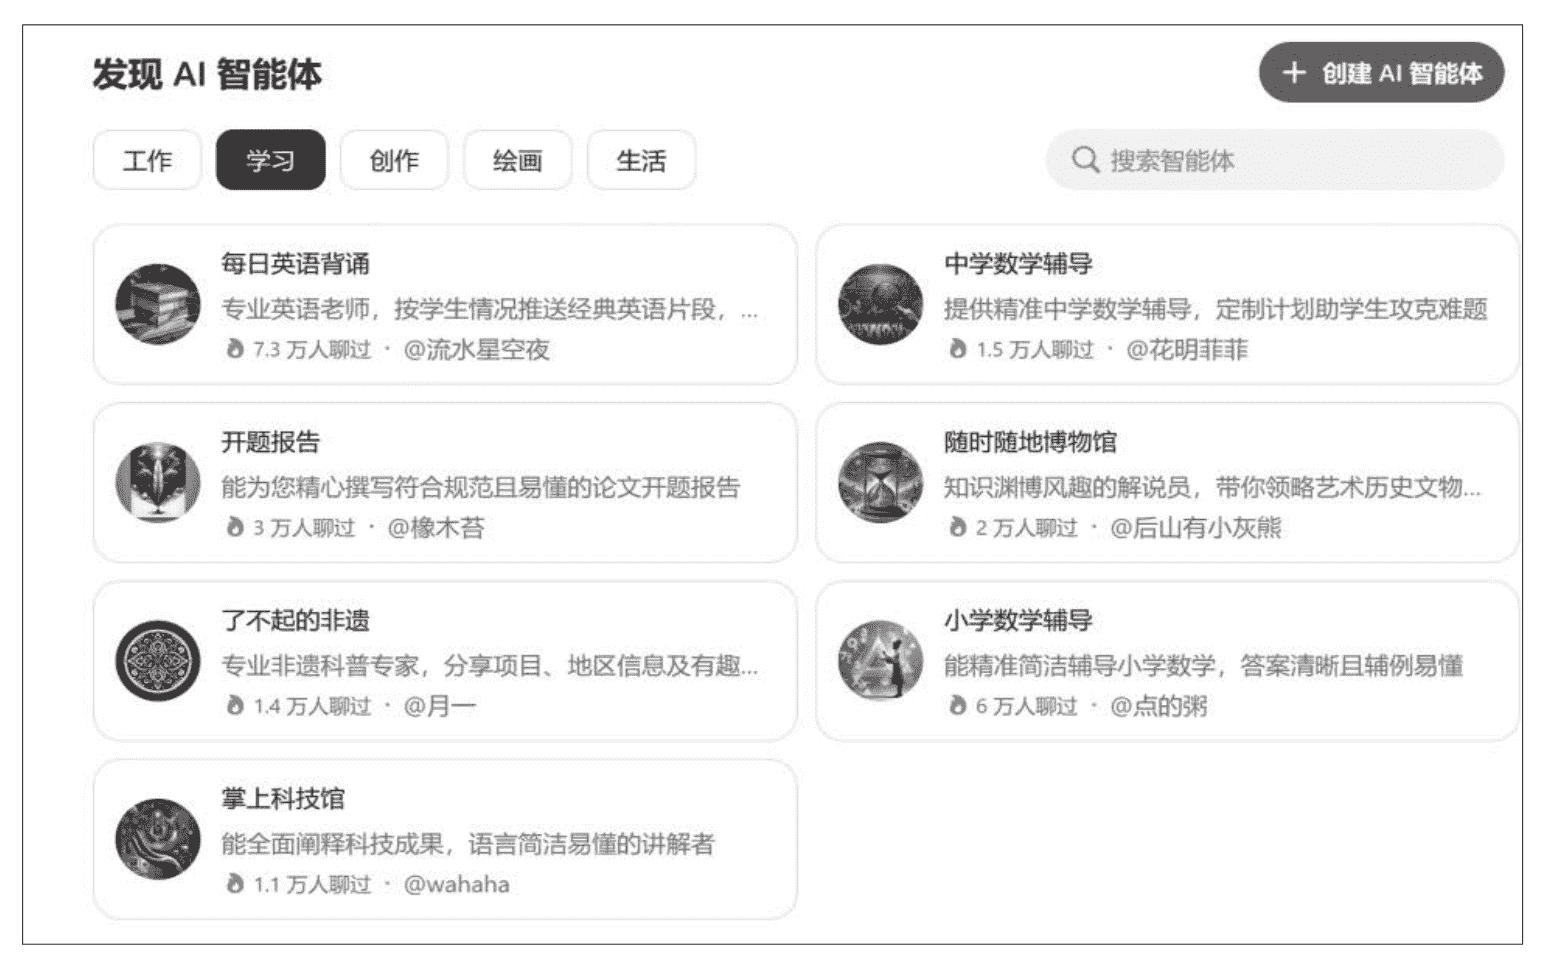 发现 AI 智能体
+ 创建 AI 智能体
工作 学习 创作 绘画 生活
搜索智能体
每日英语背诵
专业英语老师，按学生情况推送经典英语片段，...
7.3 万人聊过 · @流水星空夜
中学数学辅导
提供精准中学数学辅导，定制计划助学生攻克难题
1.5 万人聊过 · @花明菲菲
开题报告
能为您精心撰写符合规范且易懂的论文开题报告
3 万人聊过 · @橡木苔
随时随地博物馆
知识渊博风趣的解说员，带你领略艺术历史文物...
2 万人聊过 · @后山有小灰熊
了不起的非遗
专业非遗科普专家，分享项目、地区信息及有趣...
1.4 万人聊过 · @月一
小学数学辅导
能精准简洁辅导小学数学，答案清晰且辅例易懂
6 万人聊过 · @点的粥
掌上科技馆
能全面阐释科技成果，语言简洁易懂的讲解者
1.1 万人聊过 · @wahaha